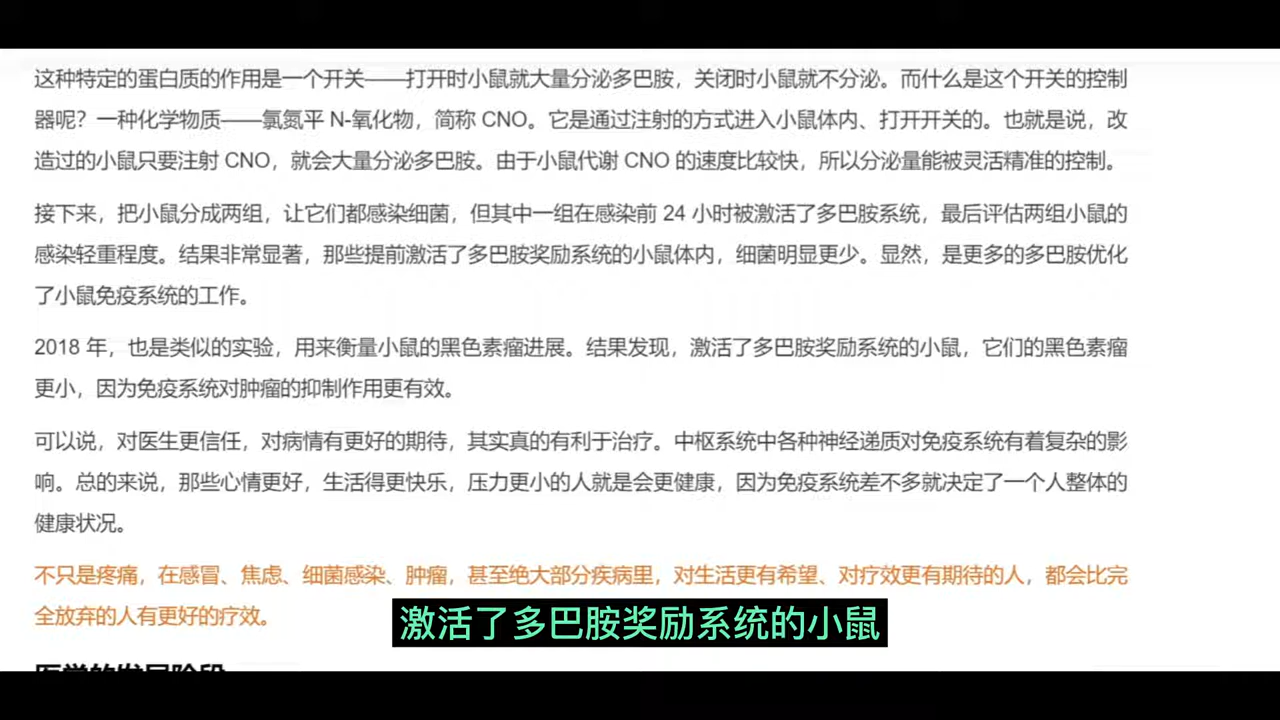 这种特定的蛋白质的作用是一个开关——打开时小鼠就大量分泌多巴胺，关闭时小鼠就不分泌。而什么是这个开关的控制
器呢？一种化学物质——氯氮平 N-氧化物，简称 CNO。它是通过注射的方式进入小鼠体内、打开开关的。也就是说，改
造过的小鼠只要注射 CNO，就会大量分泌多巴胺。由于小鼠代谢 CNO 的速度比较快，所以分泌量能被灵活精准的控制。
接下来，把小鼠分成两组，让它们都感染细菌，但其中一组在感染前 24 小时被激活了多巴胺系统，最后评估两组小鼠的
感染轻重程度。结果非常显著，那些提前激活了多巴胺奖励系统的小鼠体内，细菌明显更少。显然，是更多的多巴胺优化
了小鼠免疫系统的工作。
2018 年，也是类似的实验，用来衡量小鼠的黑色素瘤进展。结果发现，激活了多巴胺奖励系统的小鼠，它们的黑色素瘤
更小，因为免疫系统对肿瘤的抑制作用更有效。
可以说，对医生更信任，对病情有更好的期待，其实真的有利于治疗。中枢系统中各种神经递质对免疫系统有着复杂的影
响。总的来说，那些心情更好，生活得更快乐，压力更小的人就是会更健康，因为免疫系统差不多就决定了一个人整体的
健康状况。
不只是疼痛，在感冒、焦虑、细菌感染、肿瘤，甚至绝大部分疾病里，对生活更有希望、对疗效更有期待的人，都会比完
全放弃的人有更好的疗效。
激活了多巴胺奖励系统的小鼠
医学的发展阶段